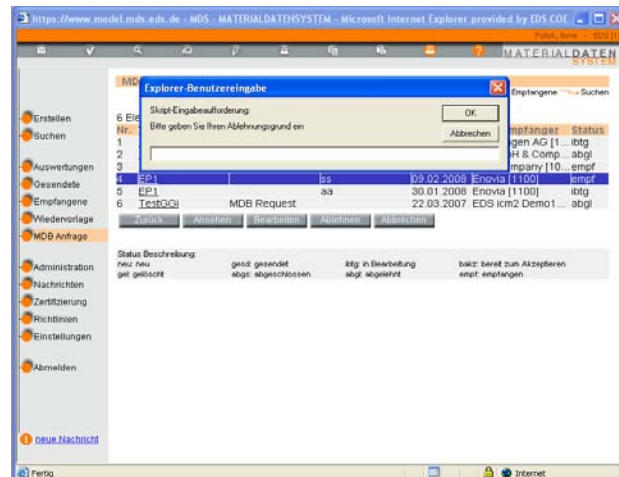 https://www.model.mds.eds.de - MDS - MATERIALDATENSYSTEM - Microsoft Internet Explorer provided by EDS COE
MATERIALDATEN
SYSTEM
MD
Empfangene Suchen
Explorer-Benutzereingabe
Skript-Eingabeaufforderung:
Bitte geben Sie Ihren Ablehnungsgrund ein
OK
Abbrechen
Erstellen
Suchen
Auswertungen
Gesendete
Empfangene
Wiedervorlage
MDB Anfrage
Administration
Nachrichten
Zertifizierung
Richtlinien
Einstellungen
Abmelden
neue Nachricht
6 Ele
Nr. mpfänger Status
1 gen AG [1... ibtg
2 H & Comp... abgl
3 mpany [10... empf
4 EP1 ss 09.02.2008 Enovia [1100] empf
5 EP1 aa 30.01.2008 Enovia [1100] ibtg
6 TestGGi MDB Request 22.03.2007 EDS icm2 Demo1... abgl
Zurück Ansehen Bearbeiten Ablehnen Abbrechen
Status Beschreibung:
neu: neu gesd: gesendet ibtg: in Bearbeitung bakz: bereit zum Akzeptieren
gel: gelöscht abgs: abgeschlossen abgl: abgelehnt empf: empfangen
Fertig Internet